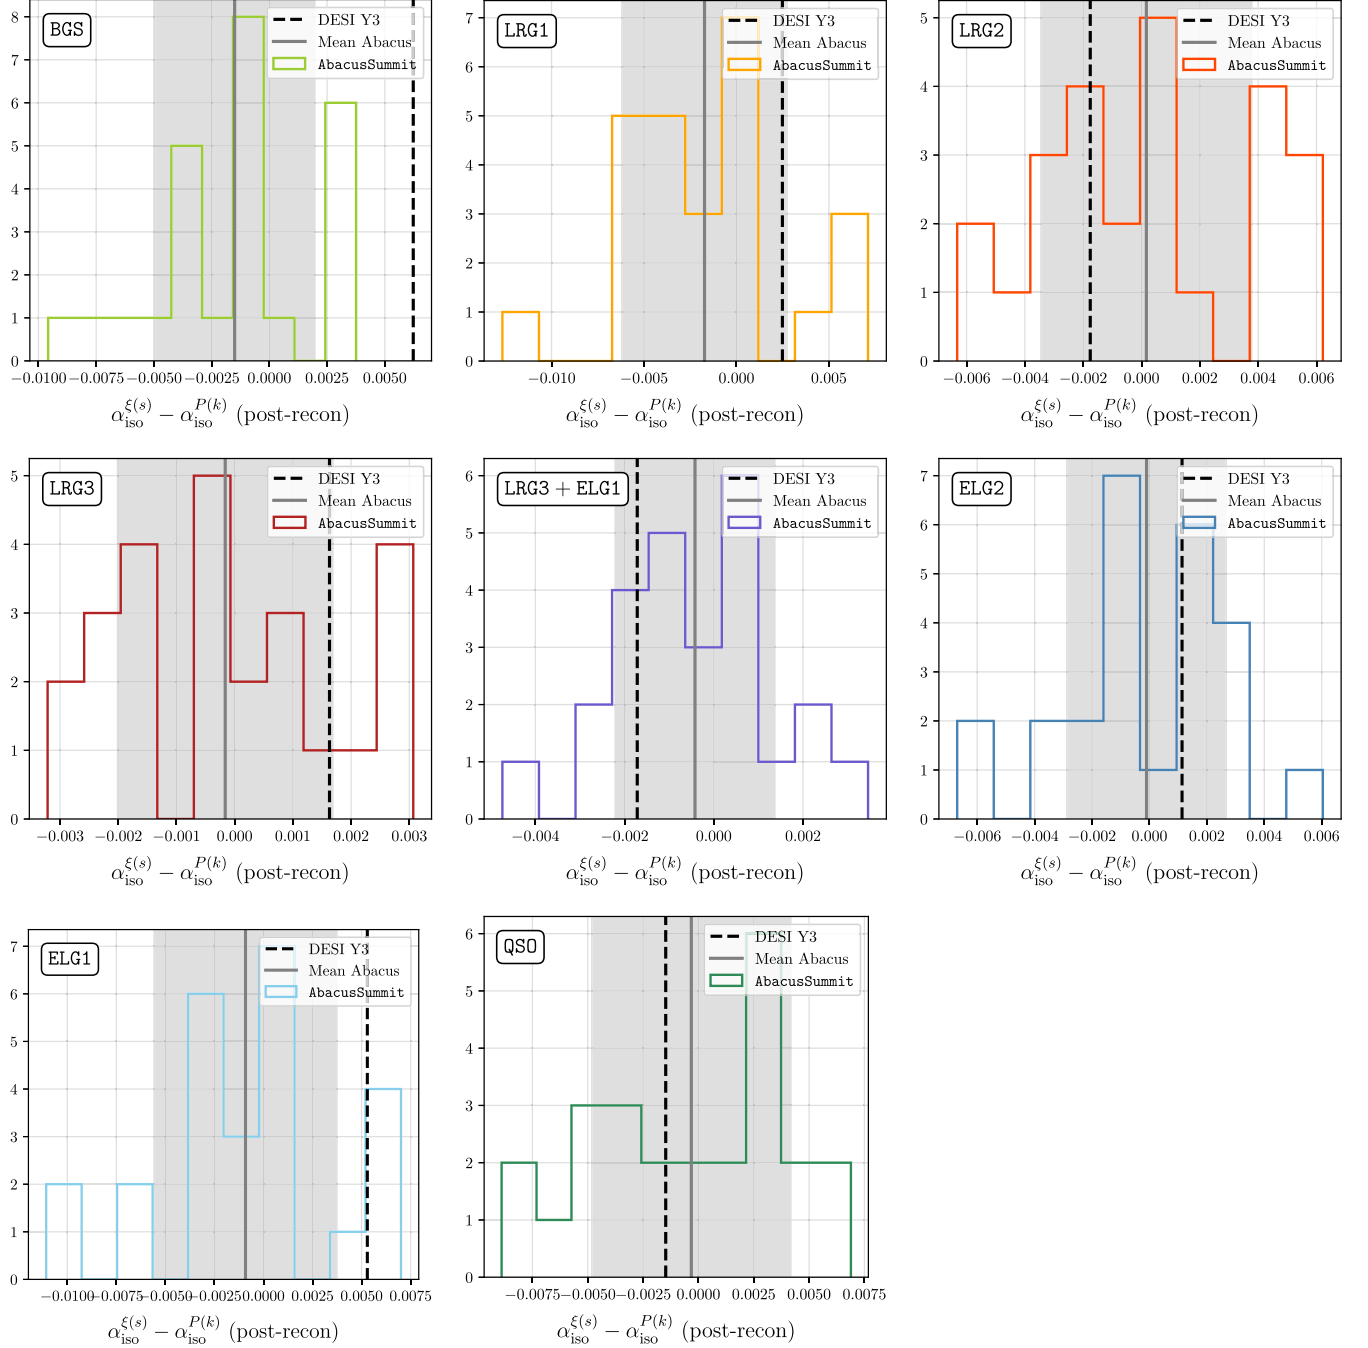 BGS
DESI Y3
Mean Abacus
AbacusSummit
8
7
6
5
4
3
2
1
0
−0.0100 −0.0075 −0.0050 −0.0025 0.0000 0.0025 0.0050
α_iso^ξ(s) − α_iso^P(k) (post-recon)
LRG1
DESI Y3
Mean Abacus
AbacusSummit
7
6
5
4
3
2
1
0
−0.010 −0.005 0.000 0.005
α_iso^ξ(s) − α_iso^P(k) (post-recon)
LRG2
DESI Y3
Mean Abacus
AbacusSummit
5
4
3
2
1
0
−0.006 −0.004 −0.002 0.000 0.002 0.004 0.006
α_iso^ξ(s) − α_iso^P(k) (post-recon)
LRG3
DESI Y3
Mean Abacus
AbacusSummit
5
4
3
2
1
0
−0.003 −0.002 −0.001 0.000 0.001 0.002 0.003
α_iso^ξ(s) − α_iso^P(k) (post-recon)
LRG3 + ELG1
DESI Y3
Mean Abacus
AbacusSummit
6
5
4
3
2
1
0
−0.004 −0.002 0.000 0.002
α_iso^ξ(s) − α_iso^P(k) (post-recon)
ELG2
DESI Y3
Mean Abacus
AbacusSummit
7
6
5
4
3
2
1
0
−0.006 −0.004 −0.002 0.000 0.002 0.004 0.006
α_iso^ξ(s) − α_iso^P(k) (post-recon)
ELG1
DESI Y3
Mean Abacus
AbacusSummit
7
6
5
4
3
2
1
0
−0.0100 −0.0075 −0.0050 −0.0025 0.0000 0.0025 0.0050 0.0075
α_iso^ξ(s) − α_iso^P(k) (post-recon)
QSO
DESI Y3
Mean Abacus
AbacusSummit
6
5
4
3
2
1
0
−0.0075 −0.0050 −0.0025 0.0000 0.0025 0.0050 0.0075
α_iso^ξ(s) − α_iso^P(k) (post-recon)